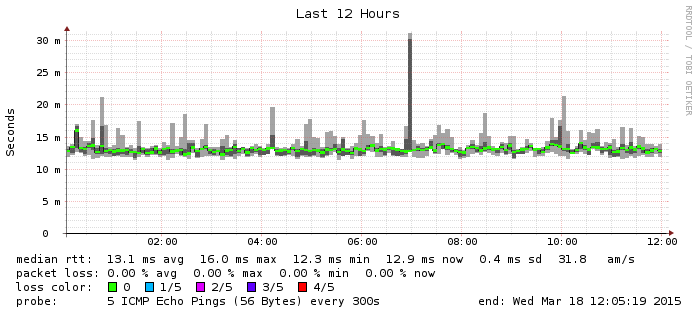 Last 12 Hours
RRDTOOL / TOBI OETIKER
Seconds
30 m
25 m
20 m
15 m
10 m
5 m
0
02:00 04:00 06:00 08:00 10:00 12:00
median rtt: 13.1 ms avg 16.0 ms max 12.3 ms min 12.9 ms now 0.4 ms sd 31.8 am/s
packet loss: 0.00 % avg 0.00 % max 0.00 % min 0.00 % now
loss color: 0 1/5 2/5 3/5 4/5
probe: 5 ICMP Echo Pings (56 Bytes) every 300s end: Wed Mar 18 12:05:19 2015